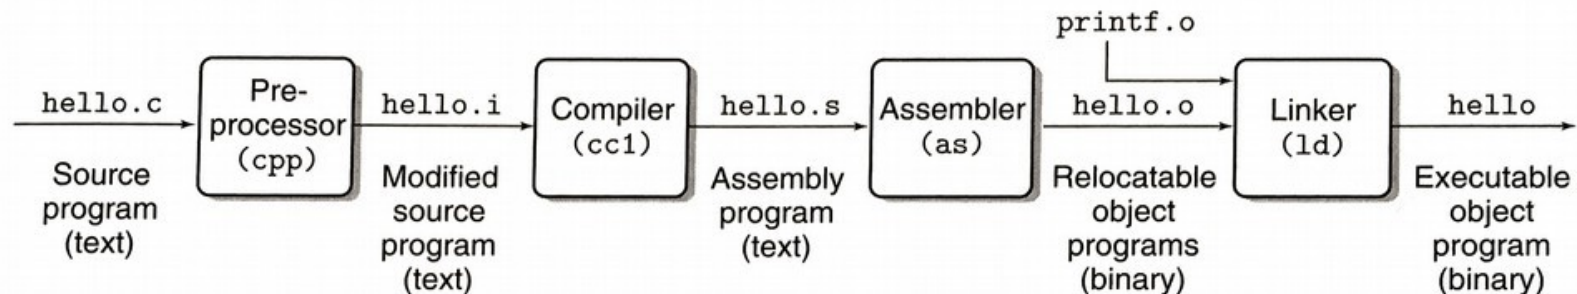 printf.o
hello.c
Pre-
processor
(cpp)
hello.i
Compiler
(cc1)
hello.s
Assembler
(as)
hello.o
Linker
(ld)
hello
Source
program
(text)
Modified
source
program
(text)
Assembly
program
(text)
Relocatable
object
programs
(binary)
Executable
object
program
(binary)